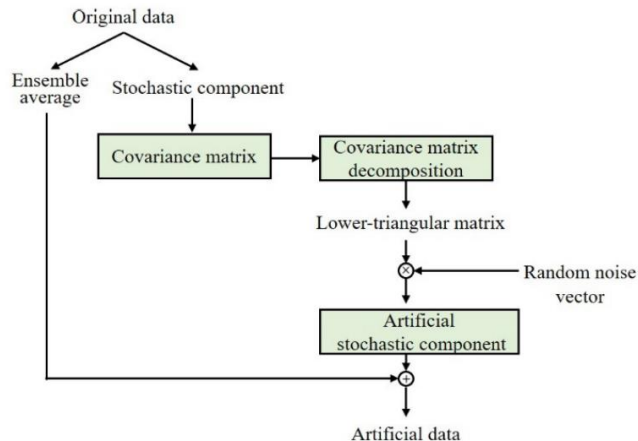 Original data
Ensemble
average
Stochastic component
Covariance matrix
Covariance matrix
decomposition
Lower-triangular matrix
Random noise
vector
Artificial
stochastic component
Artificial data